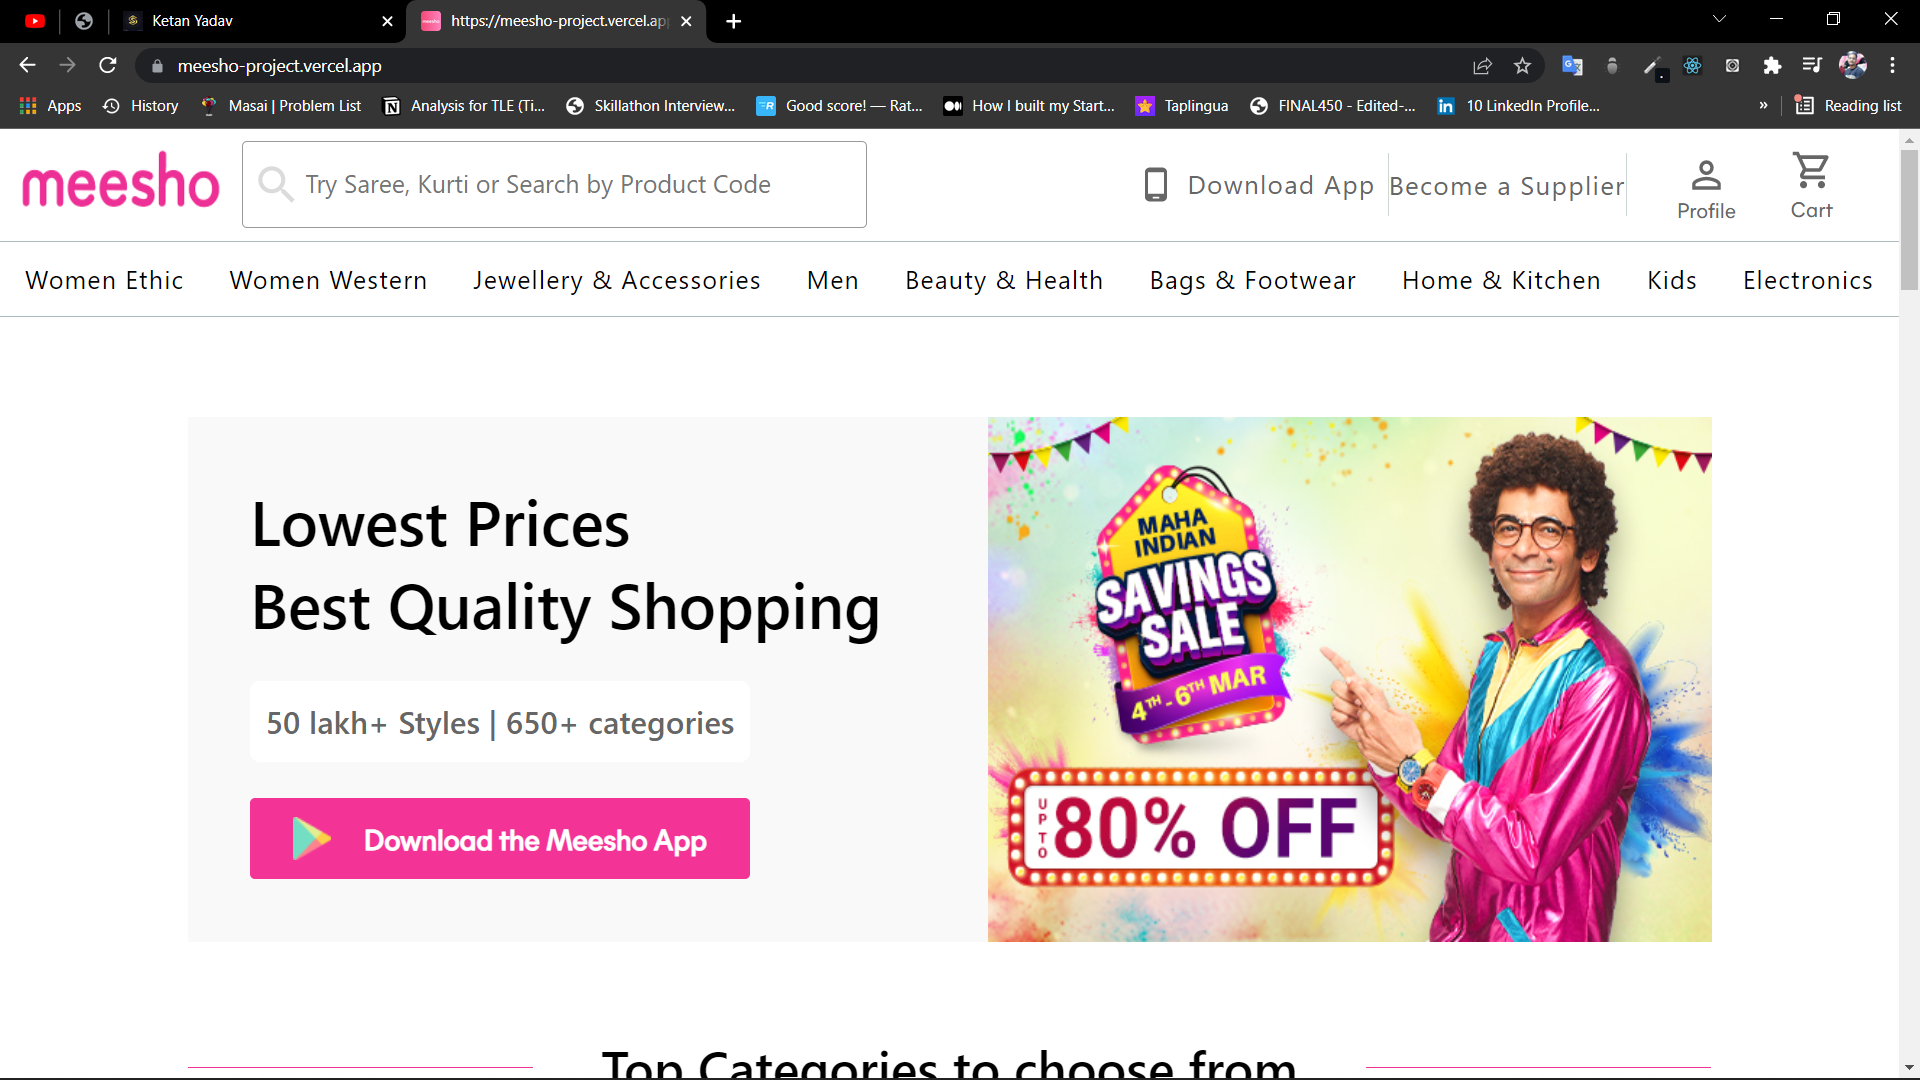 Ketan Yadav
https://meesho-project.vercel.ap
meesho-project.vercel.app
Apps
History
Masai | Problem List
Analysis for TLE (Ti...
Skillathon Interview...
Good score! — Rat...
How I built my Start...
Taplingua
FINAL450 - Edited-...
10 LinkedIn Profile...
»
Reading list
meesho
Try Saree, Kurti or Search by Product Code
Download App
Become a Supplier
Profile
Cart
Women Ethic
Women Western
Jewellery & Accessories
Men
Beauty & Health
Bags & Footwear
Home & Kitchen
Kids
Electronics
Lowest Prices
Best Quality Shopping
50 lakh+ Styles | 650+ categories
Download the Meesho App
MAHA
INDIAN
SAVINGS
SALE
4TH - 6TH MAR
UPTO
80% OFF
Top Categories to choose from